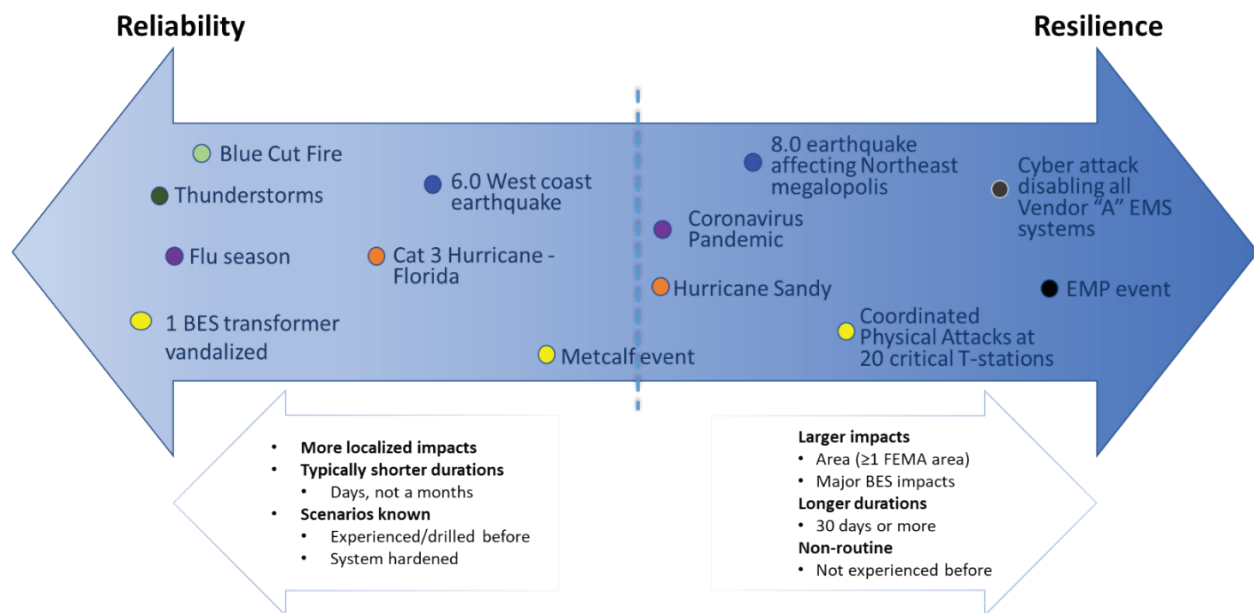 Reliability
Resilience
Blue Cut Fire
Thunderstorms
Flu season
1 BES transformer
vandalized
6.0 West coast
earthquake
Cat 3 Hurricane -
Florida
Metcalf event
8.0 earthquake
affecting Northeast
megalopolis
Coronavirus
Pandemic
Hurricane Sandy
Cyber attack
disabling all
Vendor “A” EMS
systems
EMP event
Coordinated
Physical Attacks at
20 critical T-stations
• More localized impacts
• Typically shorter durations
• Days, not a months
• Scenarios known
• Experienced/drilled before
• System hardened
Larger impacts
• Area (≥1 FEMA area)
• Major BES impacts
Longer durations
• 30 days or more
Non-routine
• Not experienced before